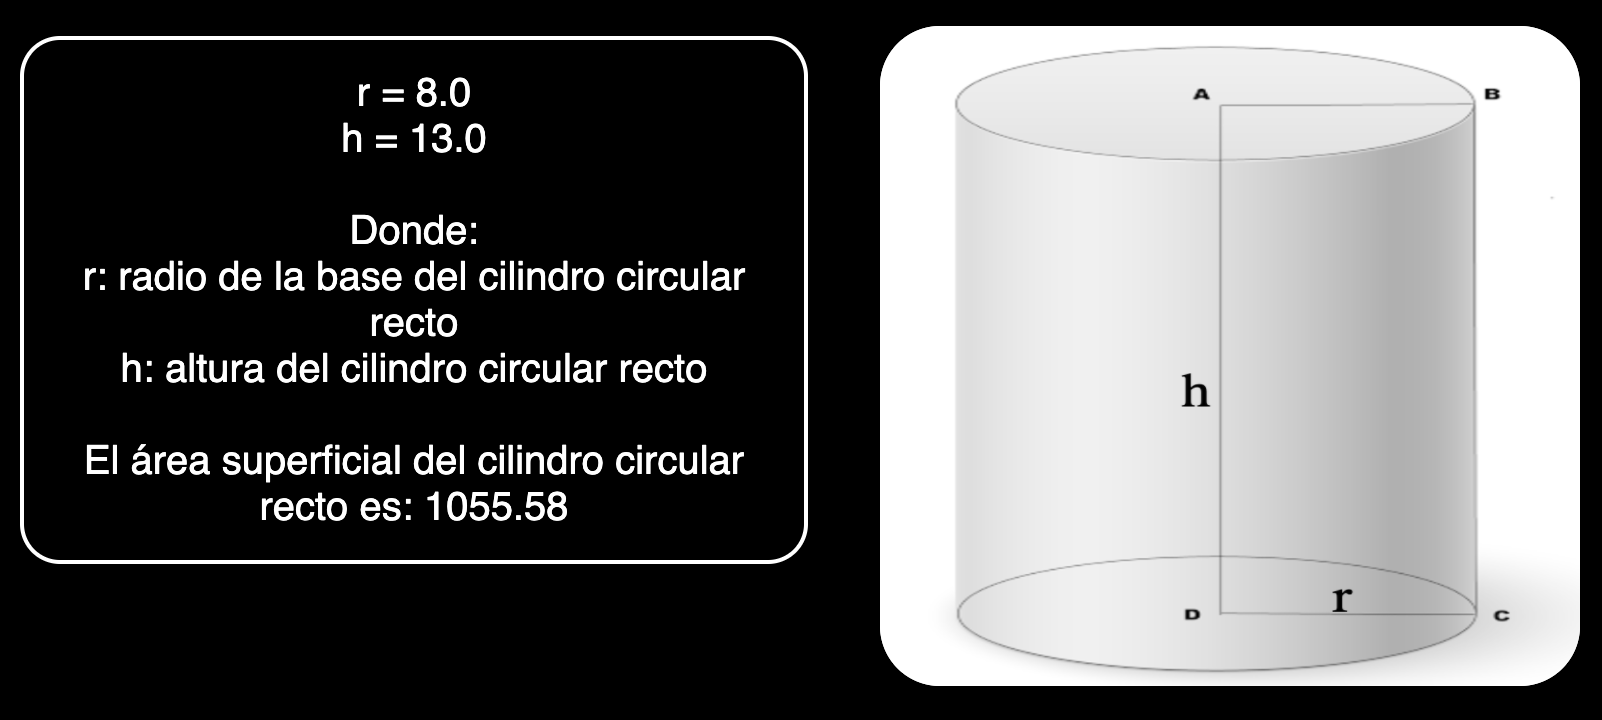 r = 8.0
h = 13.0
Donde:
r: radio de la base del cilindro circular
recto
h: altura del cilindro circular recto
El área superficial del cilindro circular
recto es: 1055.58
A
B
h
r
D
C